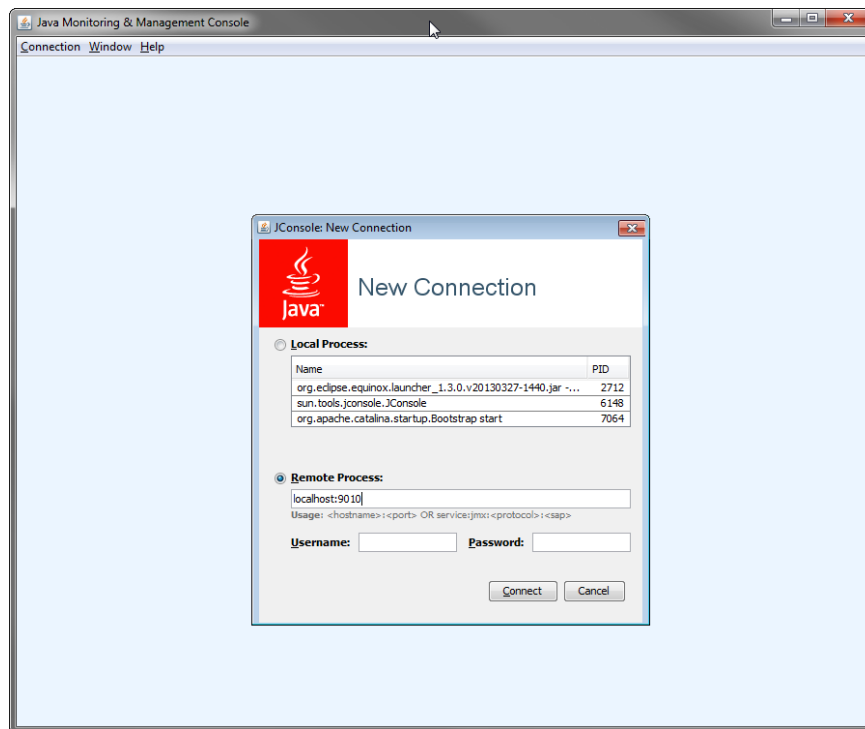 Java Monitoring & Management Console
Connection Window Help
JConsole: New Connection
Java™
New Connection
Local Process:
Name PID
org.eclipse.equinox.launcher_1.3.0.v20130327-1440.jar -... 2712
sun.tools.jconsole.JConsole 6148
org.apache.catalina.startup.Bootstrap start 7064
Remote Process:
localhost:9010
Usage: <hostname>:<port> OR service:jmx:<protocol>:<sap>
Username: Password:
Connect Cancel